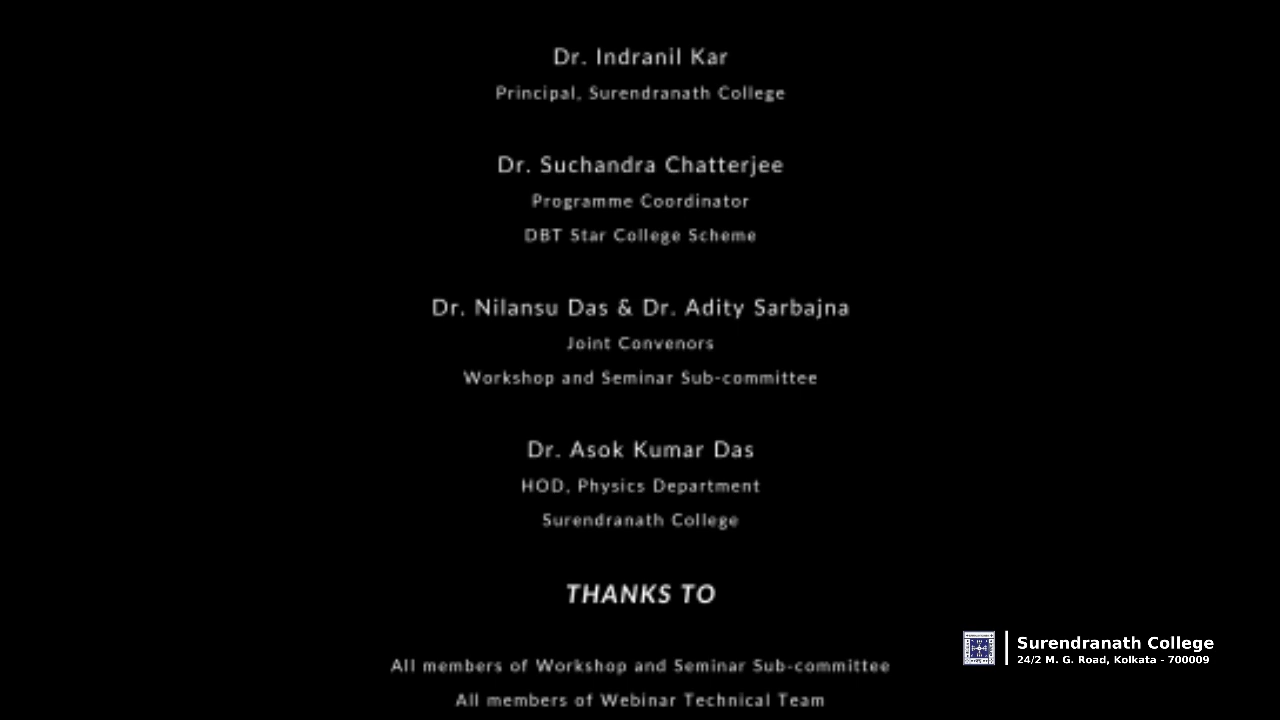 Dr. Indranil Kar
Principal, Surendranath College
Dr. Suchandra Chatterjee
Programme Coordinator
DBT Star College Scheme
Dr. Nilansu Das & Dr. Adity Sarbajna
Joint Convenors
Workshop and Seminar Sub-committee
Dr. Asok Kumar Das
HOD, Physics Department
Surendranath College
THANKS TO
All members of Workshop and Seminar Sub-committee
All members of Webinar Technical Team
Surendranath College
24/2 M. G. Road, Kolkata - 700009